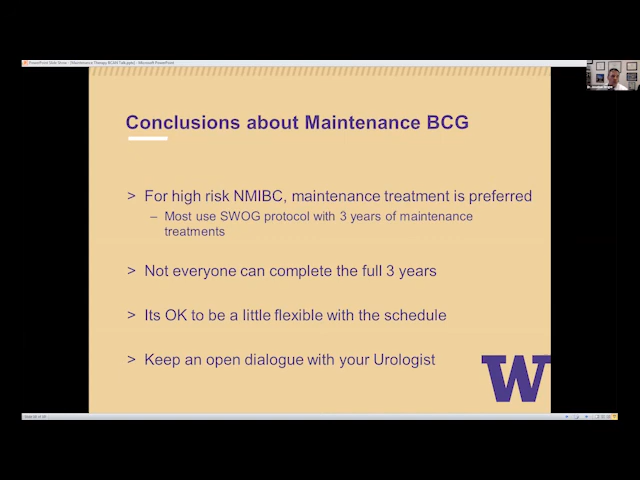 Conclusions about Maintenance BCG
> For high risk NMIBC, maintenance treatment is preferred
– Most use SWOG protocol with 3 years of maintenance
treatments
> Not everyone can complete the full 3 years
> Its OK to be a little flexible with the schedule
> Keep an open dialogue with your Urologist
W